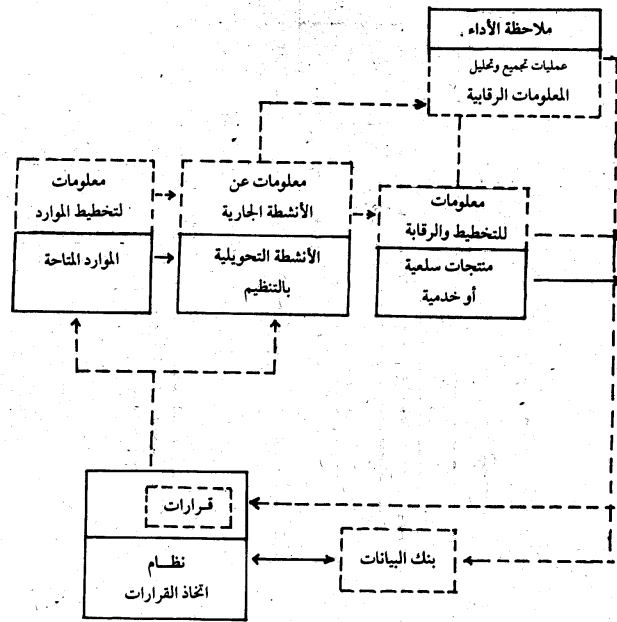 ملاحظة الأداء
عمليات تجميع وتحليل
المعلومات الرقابية
معلومات
لتخطيط الموارد
الموارد المتاحة
معلومات عن
الأنشطة الجارية
الأنشطة التحويلية
بالتنظيم
معلومات
للتخطيط والرقابة
منتجات سلعية
أو خدمية
قرارات
نظام
اتخاذ القرارات
بنك البيانات